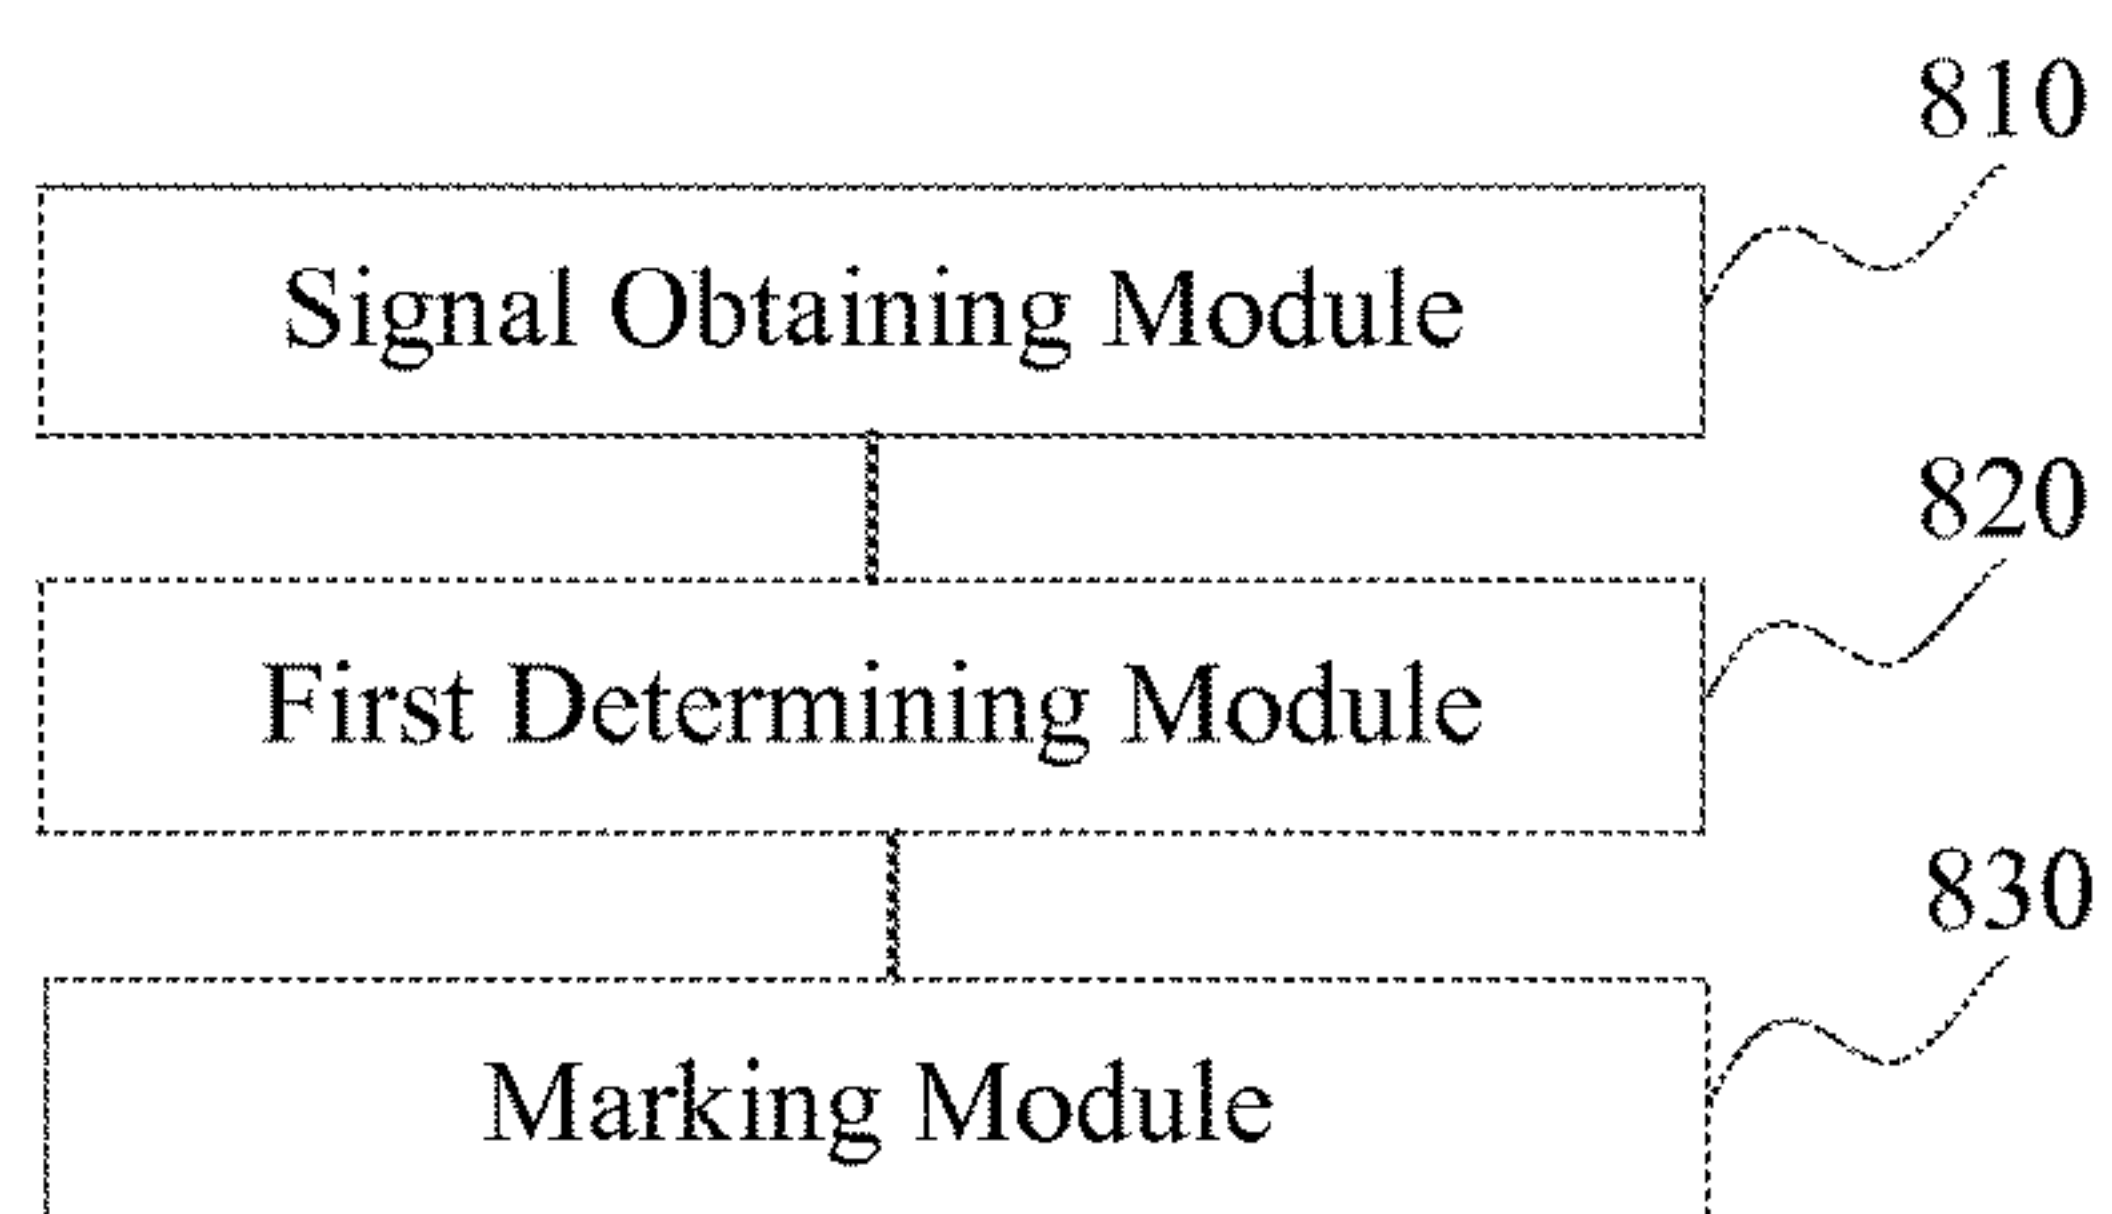 810
Signal Obtaining Module
820
First Determining Module
830
Marking Module